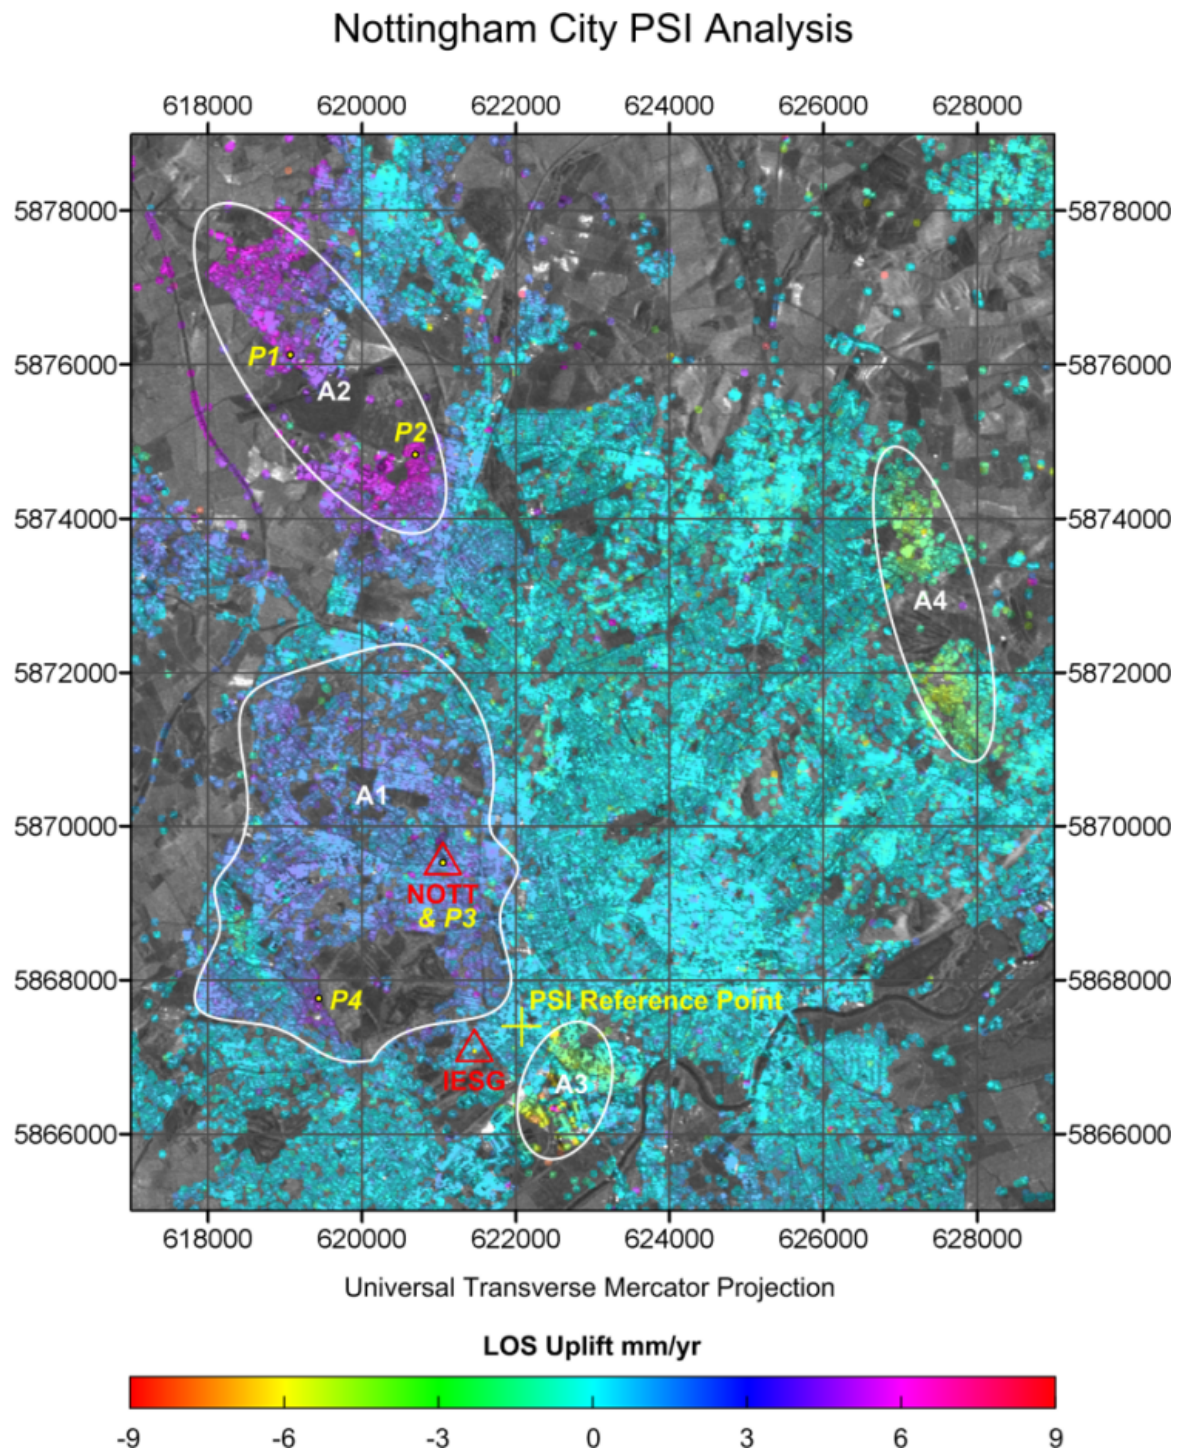 Nottingham City PSI Analysis
618000 620000 622000 624000 626000 628000
5878000 5878000
5876000 5876000
P1
A2
P2
5874000 5874000
A4
5872000 5872000
A1
5870000 5870000
NOTT
& P3
5868000 5868000
P4
PSI Reference Point
IESG
A3
5866000 5866000
618000 620000 622000 624000 626000 628000
Universal Transverse Mercator Projection
LOS Uplift mm/yr
-9 -6 -3 0 3 6 9